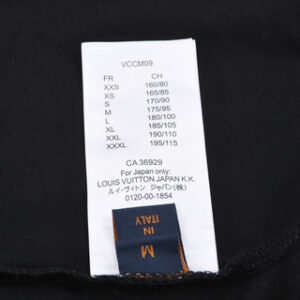 VCCM09
FR CH
XXS 160/80
XS 165/85
S 170/90
M 175/95
L 180/100
XL 185/105
XXL 190/110
XXXL 195/115
CA 36929
For Japan only:
LOUIS VUITTON JAPAN K.K.
ルイ・ヴィトン ジャパン(株)
0120-00-1854
MADE IN
ITALY
M